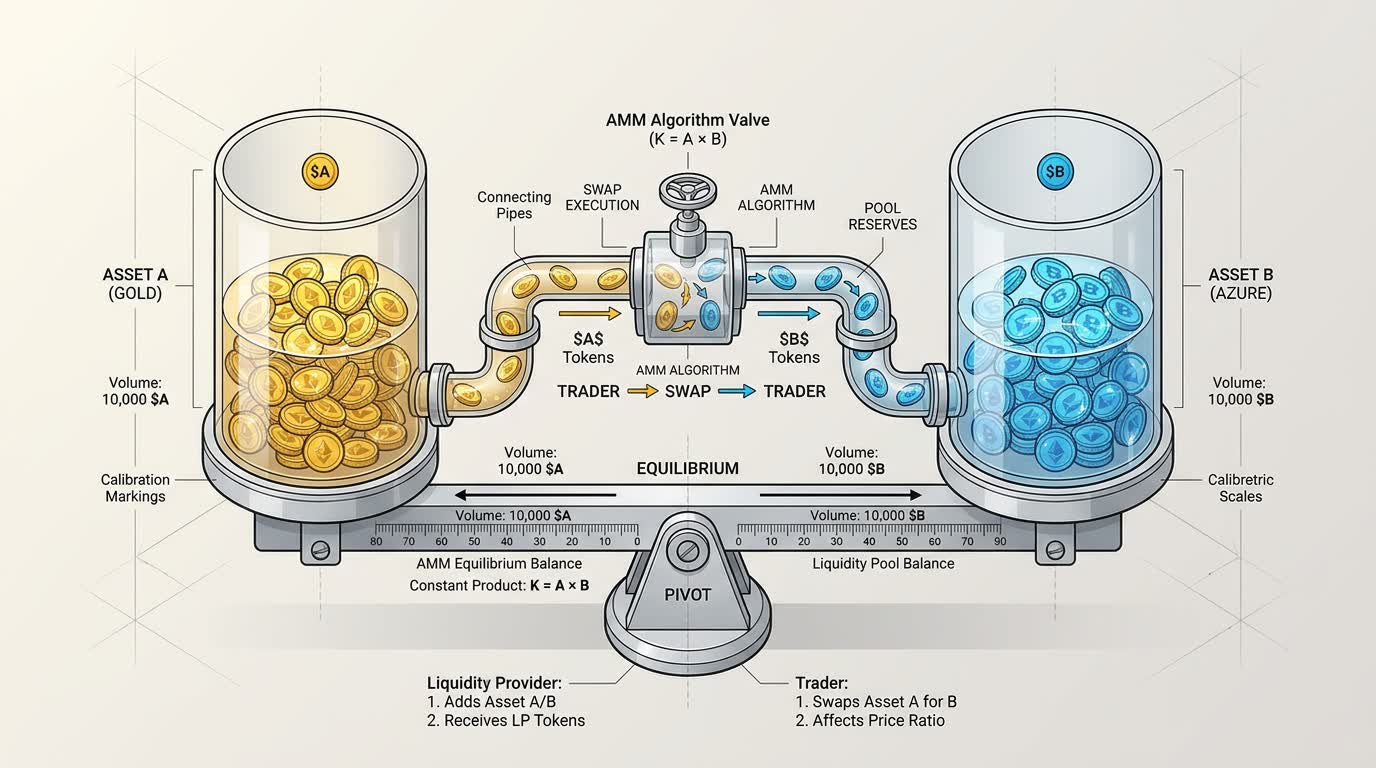 AMM Algorithm Valve
(K = A × B)
$A
$B
Connecting
Pipes
SWAP
EXECUTION
AMM
ALGORITHM
POOL
RESERVES
ASSET A
(GOLD)
ASSET B
(AZURE)
$A$
Tokens
$B$
Tokens
AMM ALGORITHM
TRADER SWAP TRADER
Volume:
10,000 $A
Volume:
10,000 $B
Volume:
10,000 $A
EQUILIBRIUM
Volume:
10,000 $B
Calibration
Markings
Calibretric
Scales
Volume: 10,000 $A
Volume: 10,000 $B
80 70 60 50 40 30 20 10 0
0 10 20 30 50 60 70 80 90
AMM Equilibrium Balance
Liquidity Pool Balance
Constant Product: K = A × B
PIVOT
Liquidity Provider:
1. Adds Asset A/B
2. Receives LP Tokens
Trader:
1. Swaps Asset A for B
2. Affects Price Ratio